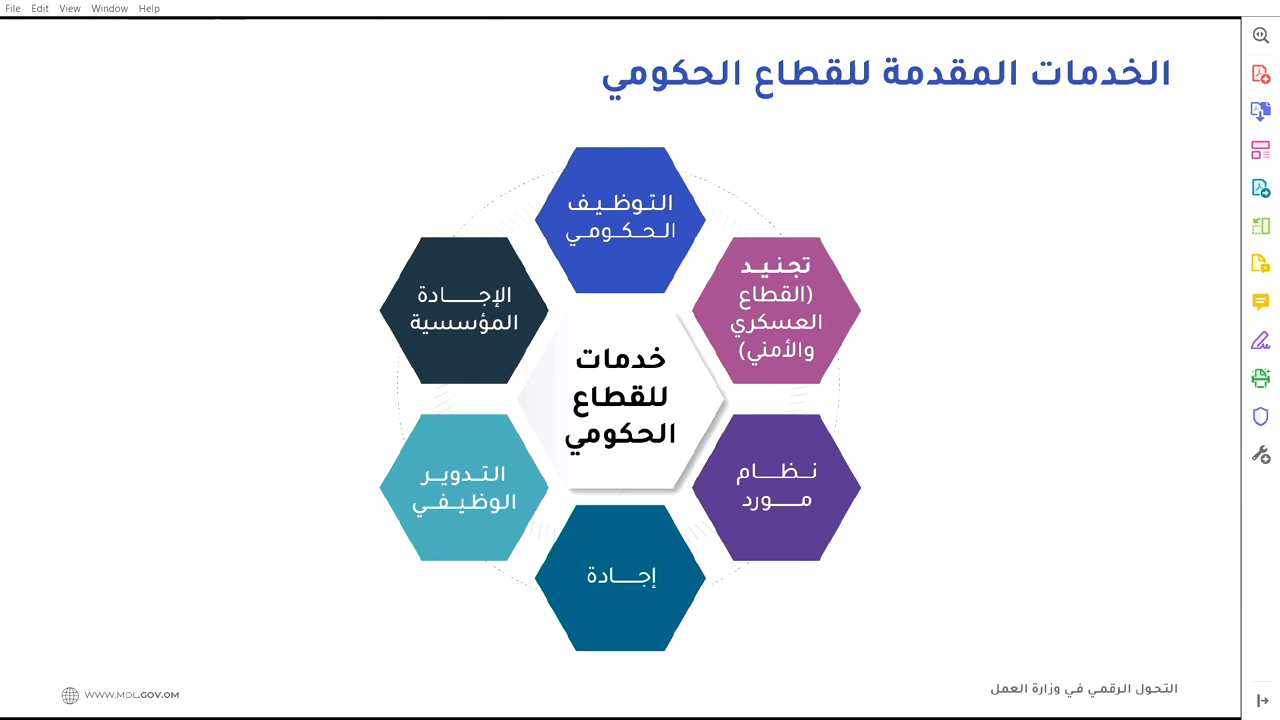 File Edit View Window Help
الخدمات المقدمة للقطاع الحكومي
التوظيف
الحكومي
تجنيد
(القطاع
العسكري
والأمني)
الإجادة
المؤسسية
خدمات
للقطاع
الحكومي
نظام
مورد
التدوير
الوظيفي
إجادة
التحول الرقمي في وزارة العمل
WWW.MOL.GOV.OM